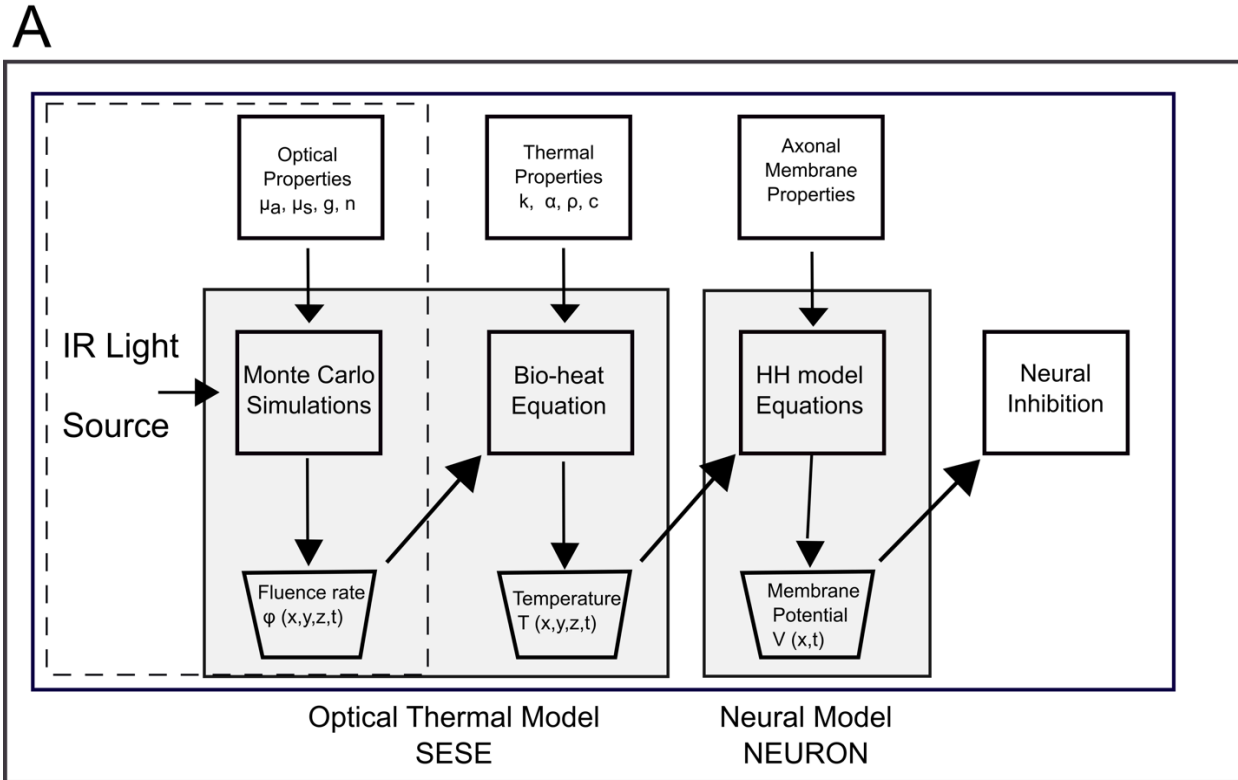 A
Optical
Properties
μa, μs, g, n
Thermal
Properties
k, α, ρ, c
Axonal
Membrane
Properties
IR Light
Source
Monte Carlo
Simulations
Bio-heat
Equation
HH model
Equations
Neural
Inhibition
Fluence rate
φ (x,y,z,t)
Temperature
T (x,y,z,t)
Membrane
Potential
V (x,t)
Optical Thermal Model
SESE
Neural Model
NEURON